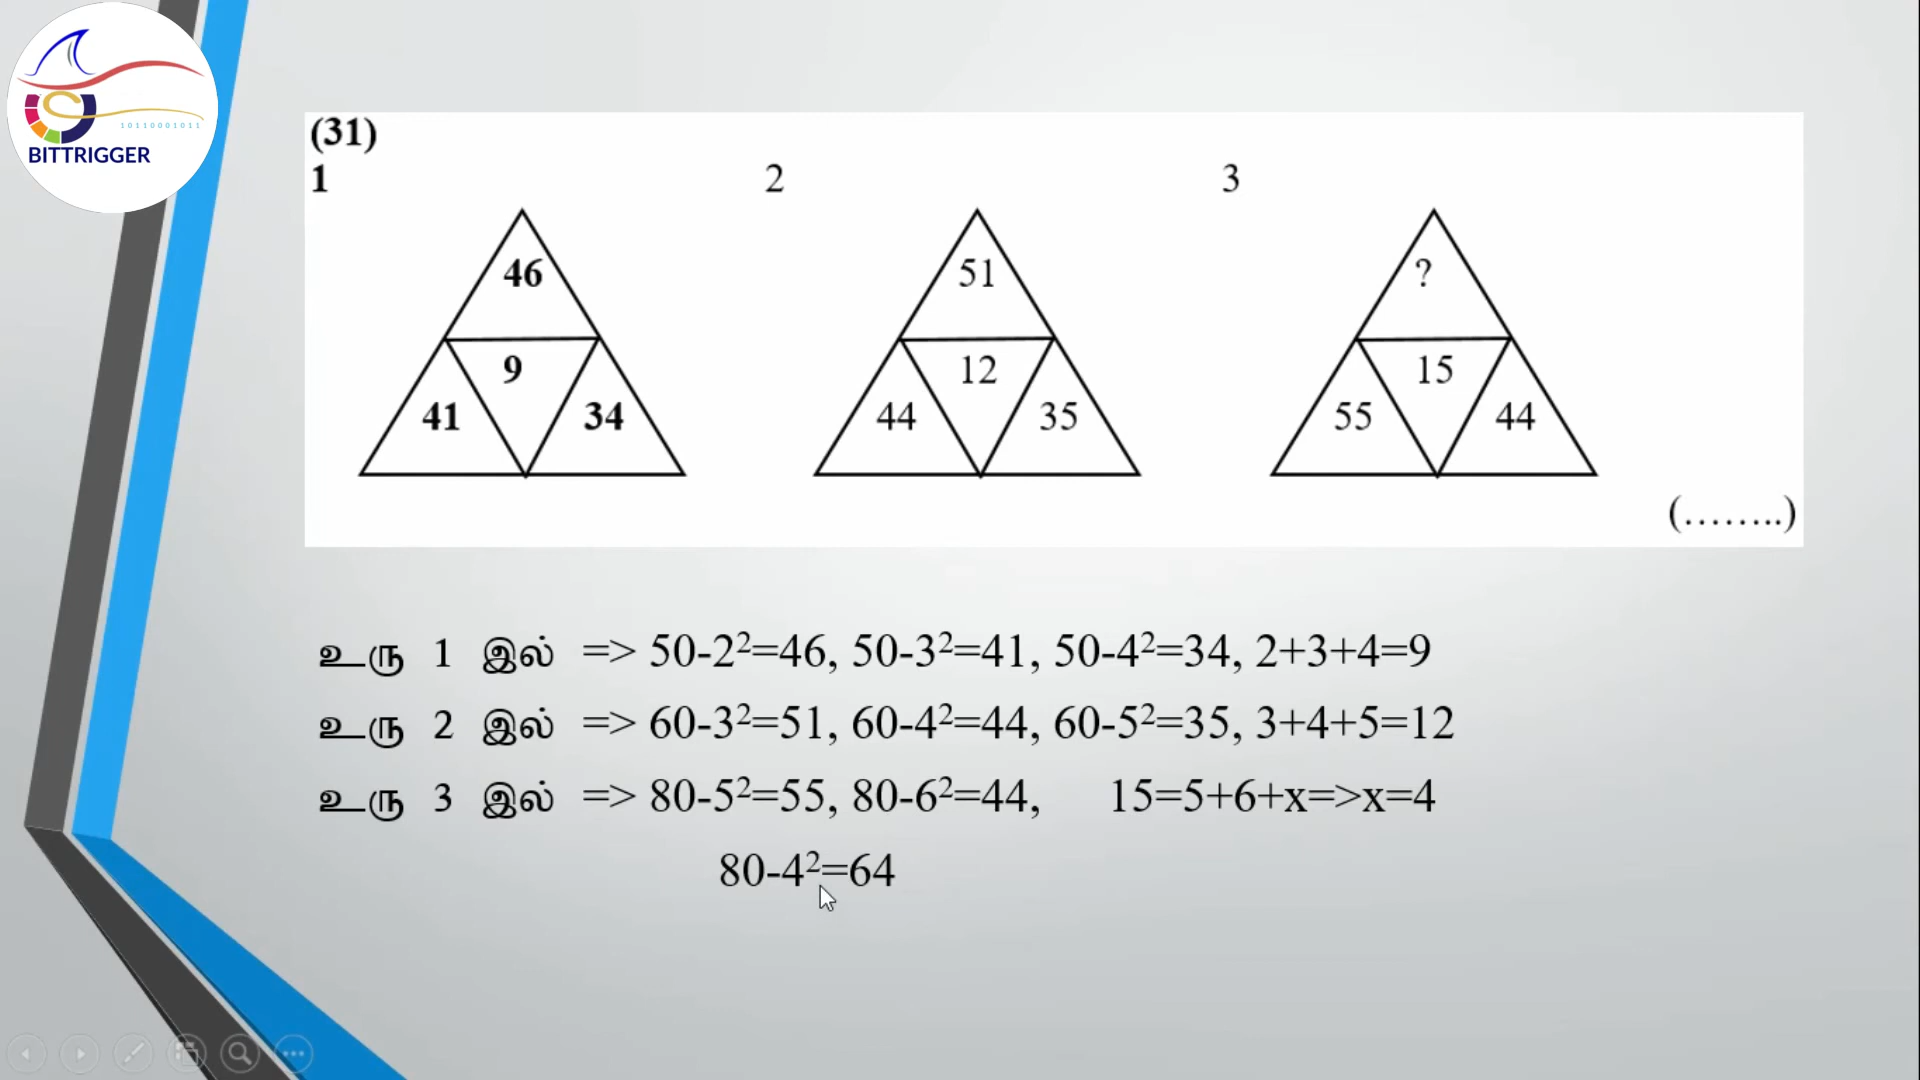 10110001011
BITTRIGGER
(31)
1 2 3
46 51 ?
9 12 15
41 34 44 35 55 44
(........)
உரு 1 இல் => 50-2²=46, 50-3²=41, 50-4²=34, 2+3+4=9
உரு 2 இல் => 60-3²=51, 60-4²=44, 60-5²=35, 3+4+5=12
உரு 3 இல் => 80-5²=55, 80-6²=44, 15=5+6+x=>x=4
80-4²=64